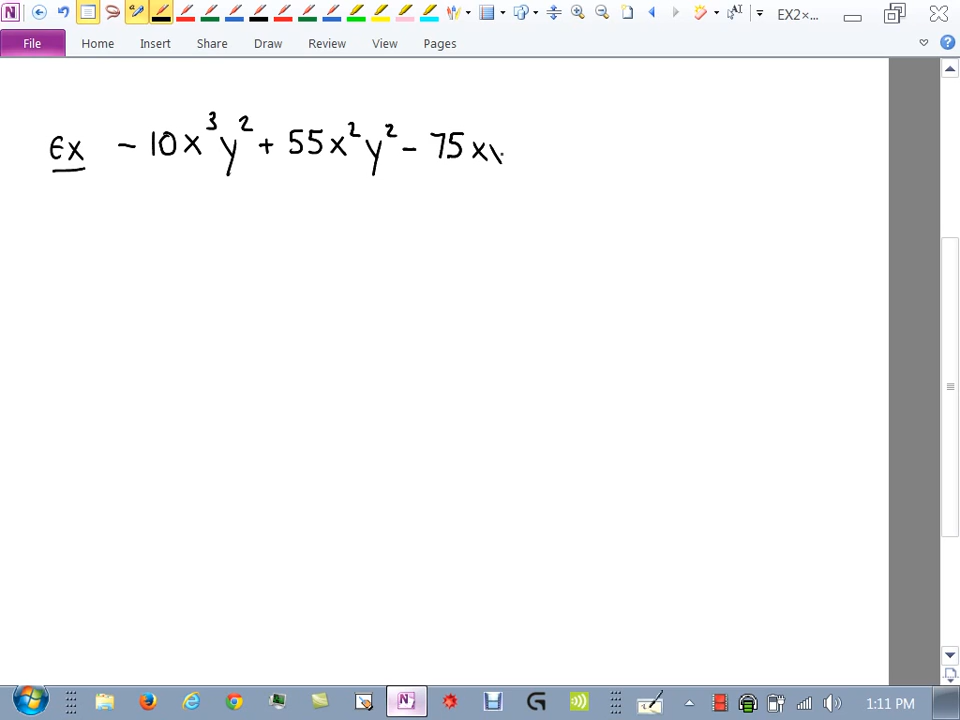 EX2×...
File Home Insert Share Draw Review View Pages
Ex - 10x³y² + 55x²y² - 75x
1:11 PM